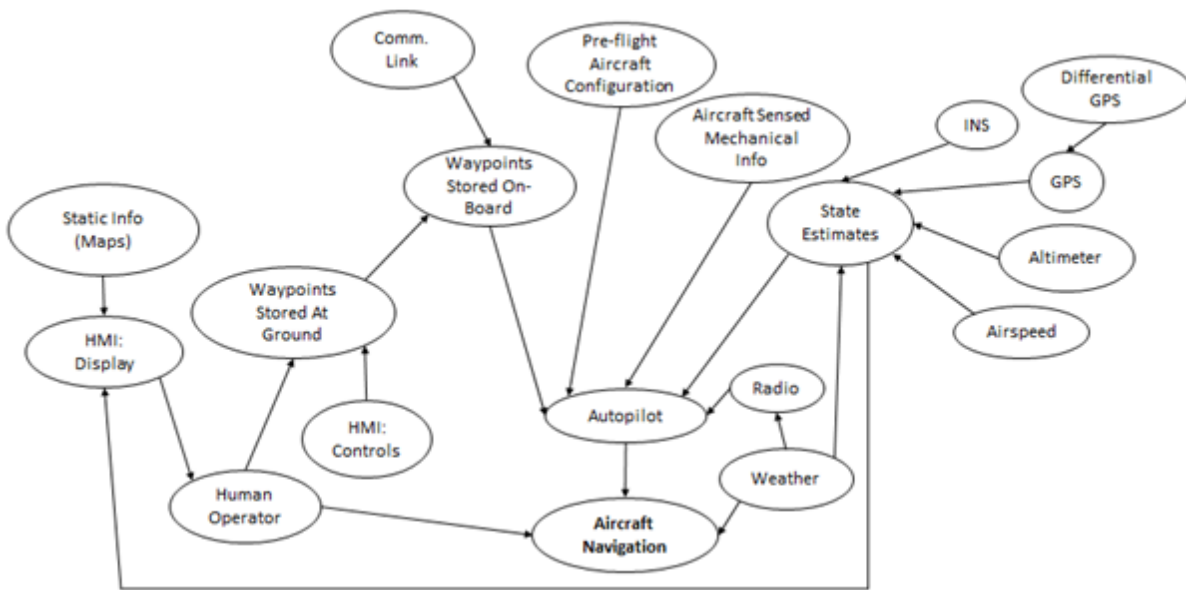 Comm.
Link
Pre-flight
Aircraft
Configuration
Differential
GPS
Aircraft Sensed
Mechanical
Info
INS
Waypoints
Stored On-
Board
GPS
Static Info
(Maps)
State
Estimates
Altimeter
Waypoints
Stored At
Ground
Airspeed
HMI:
Display
Radio
Autopilot
HMI:
Controls
Weather
Human
Operator
Aircraft
Navigation